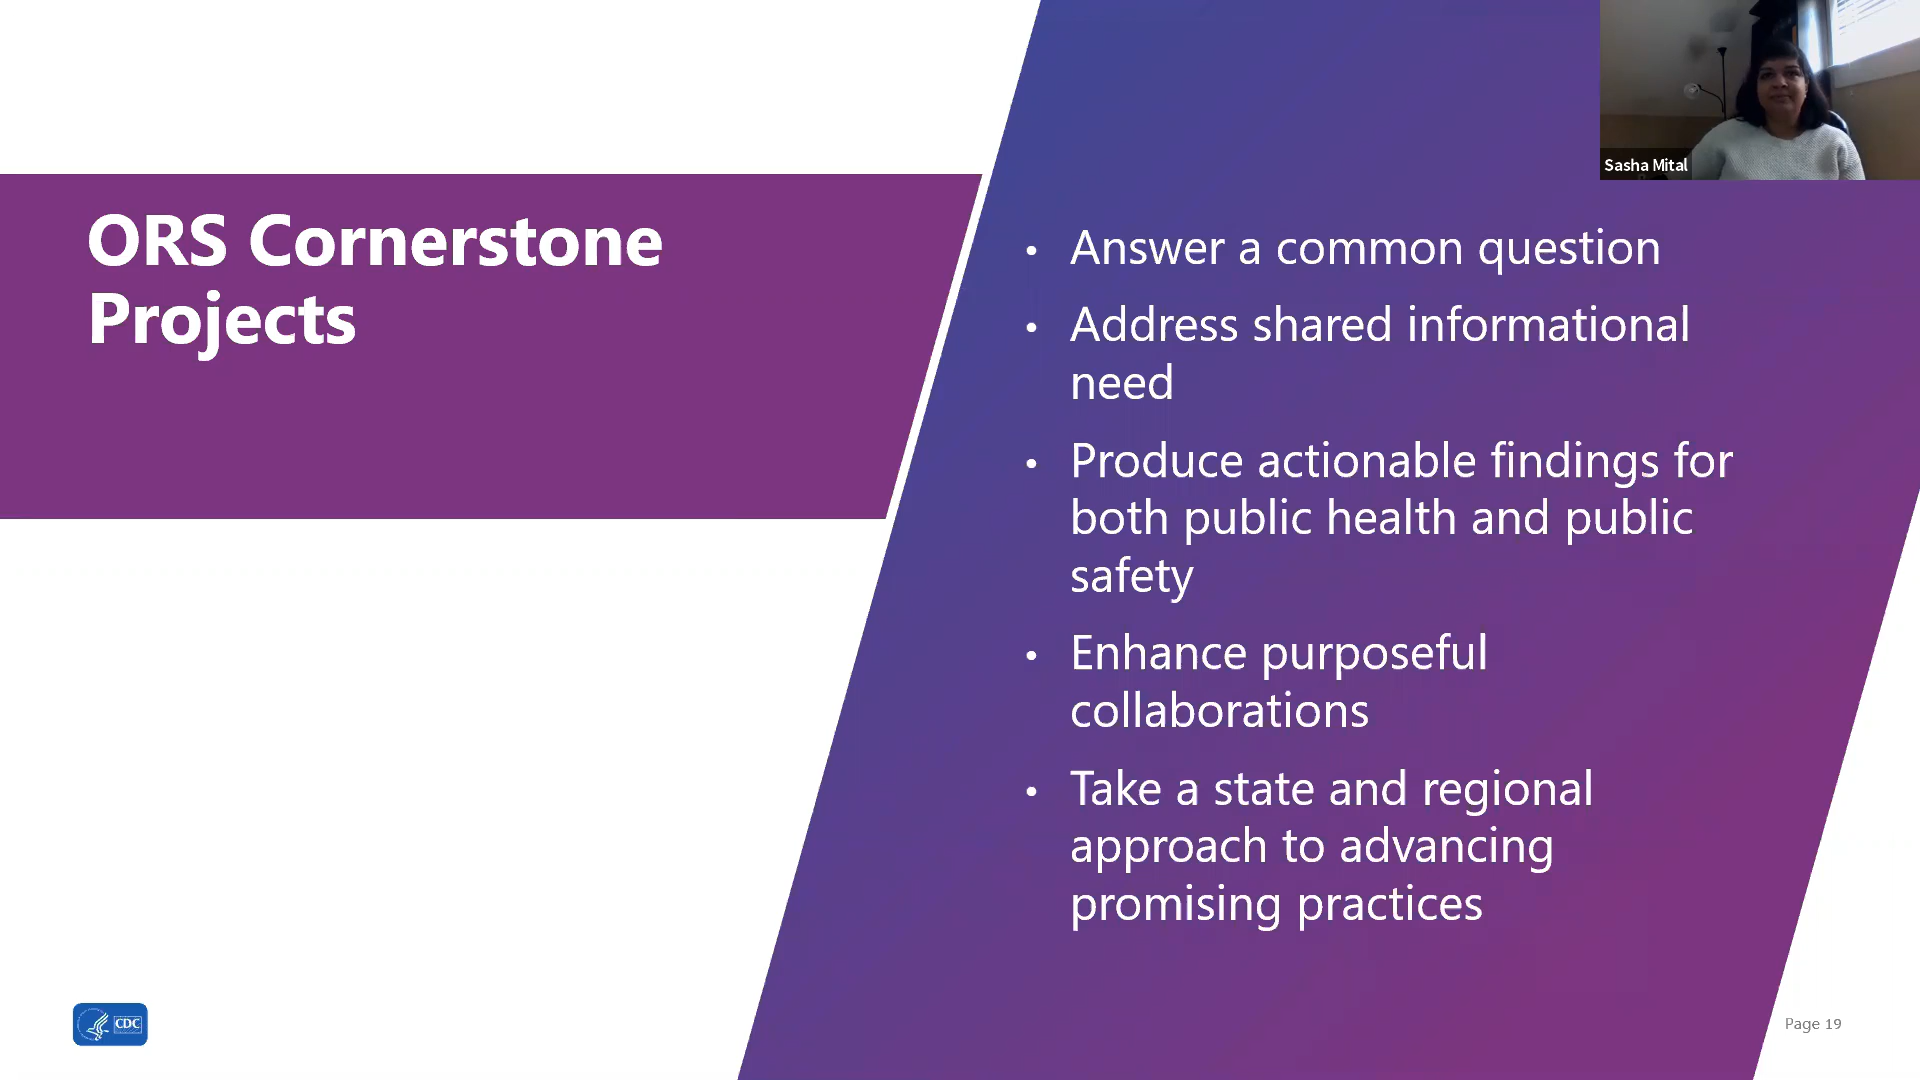 Sasha Mital
ORS Cornerstone
Projects
• Answer a common question
• Address shared informational
need
• Produce actionable findings for
both public health and public
safety
• Enhance purposeful
collaborations
• Take a state and regional
approach to advancing
promising practices
CDC
Page 19